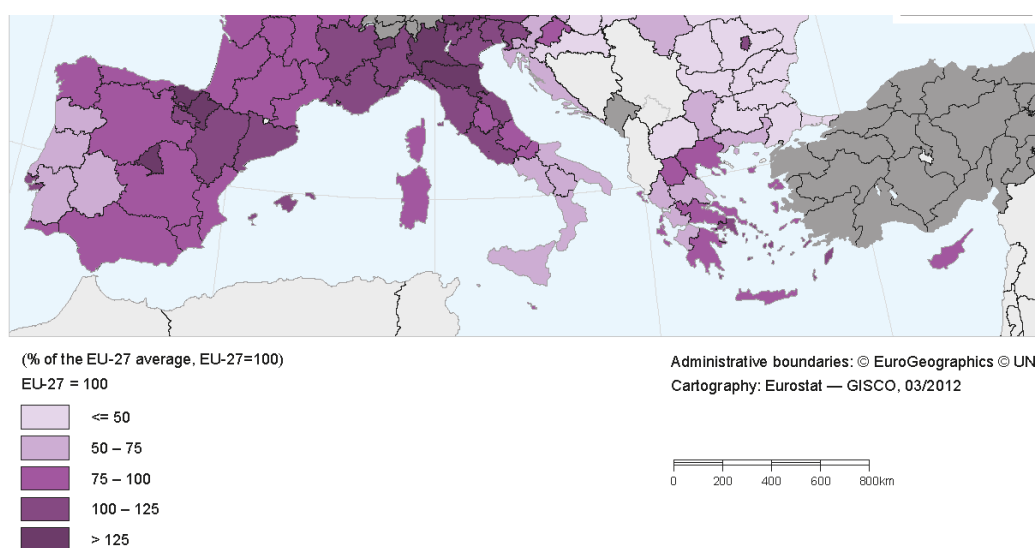 (% of the EU-27 average, EU-27=100)
EU-27 = 100
<= 50
50 – 75
75 – 100
100 – 125
> 125
Administrative boundaries: © EuroGeographics © UN
Cartography: Eurostat — GISCO, 03/2012
0 200 400 600 800km